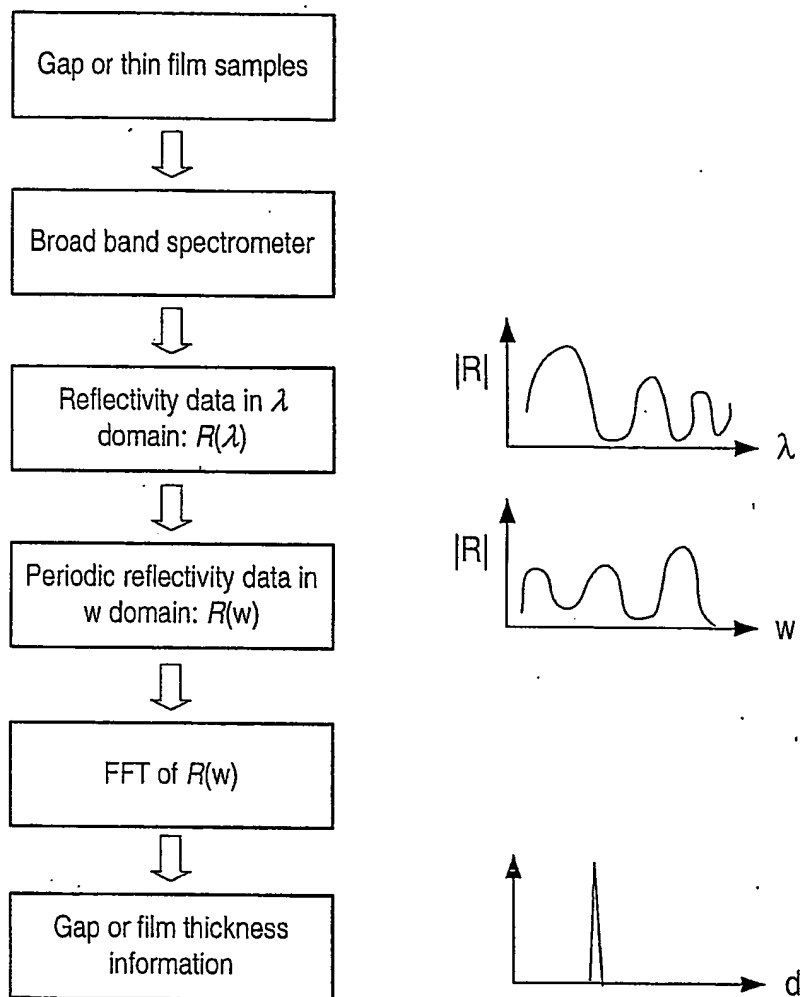 Gap or thin film samples
Broad band spectrometer
Reflectivity data in λ
domain: R(λ)
|R|
λ
Periodic reflectivity data in
w domain: R(w)
|R|
w
FFT of R(w)
Gap or film thickness
information
d